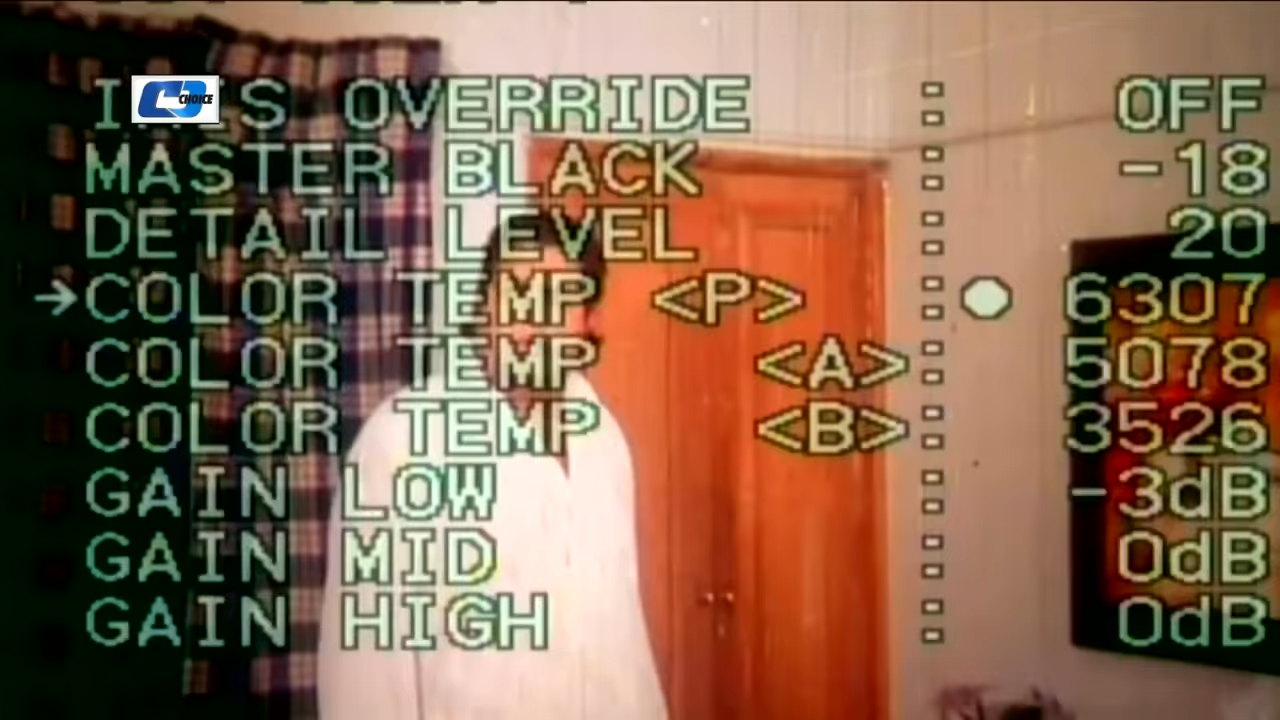 OVERRIDE : OFF
CHOICE
MASTER BLACK : -18
DETAIL LEVEL : 20
→COLOR TEMP <P> : ● 6307
COLOR TEMP <A> : 5078
COLOR TEMP <B> : 3526
GAIN LOW : -3dB
GAIN MID : 0dB
GAIN HIGH : 0dB